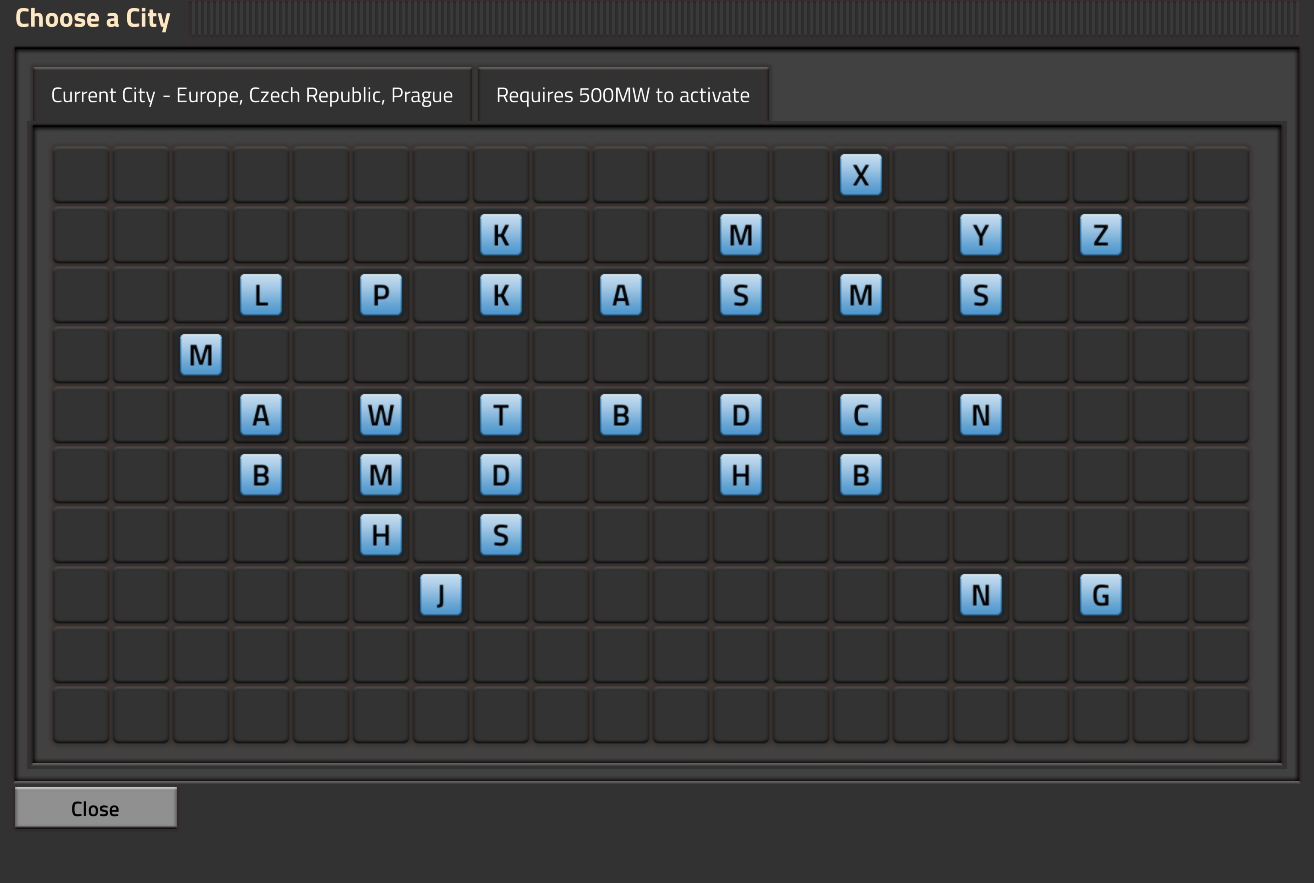 Choose a City
Current City - Europe, Czech Republic, Prague
Requires 500MW to activate
X
K M Y Z
L P K A S M S
M
A W T B D C N
B M D H B
H S
J N G
Close